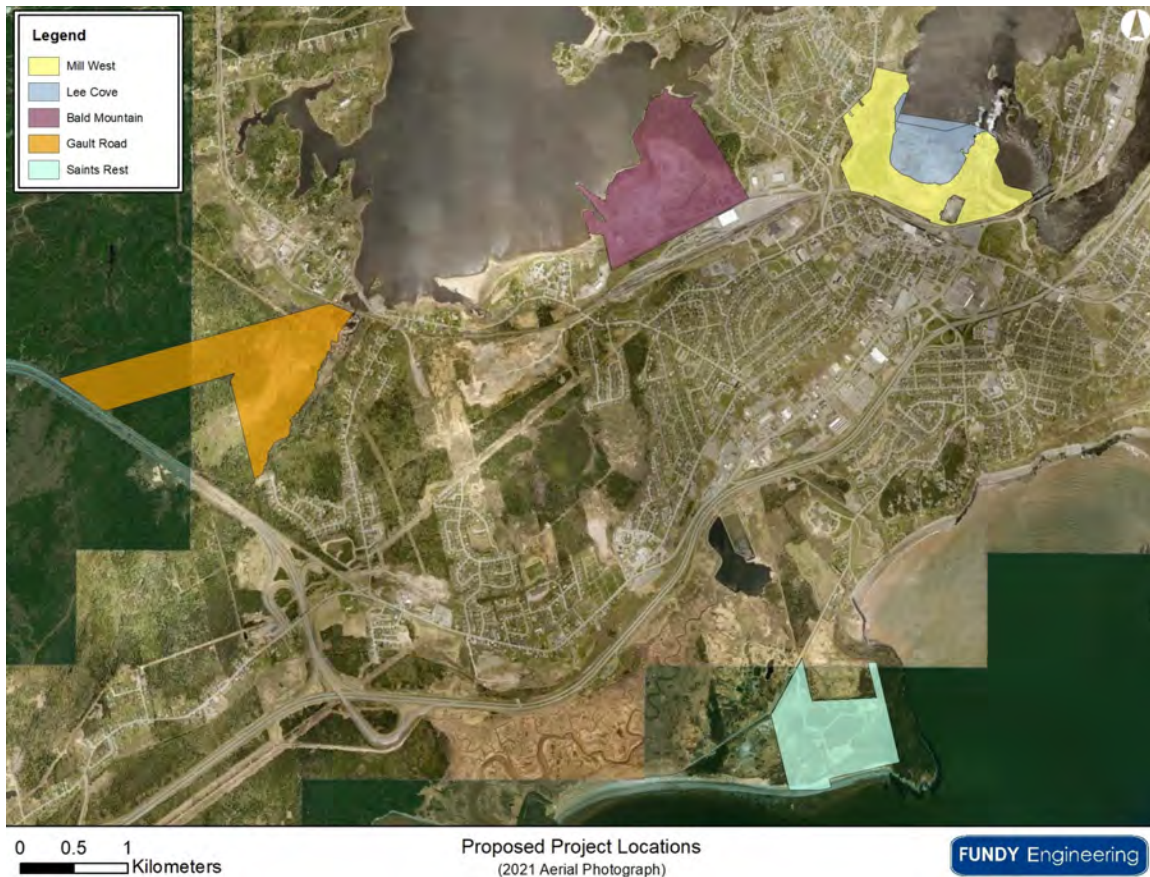 Legend
Mill West
Lee Cove
Bald Mountain
Gault Road
Saints Rest
0 0.5 1
Kilometers
Proposed Project Locations
(2021 Aerial Photograph)
FUNDY Engineering